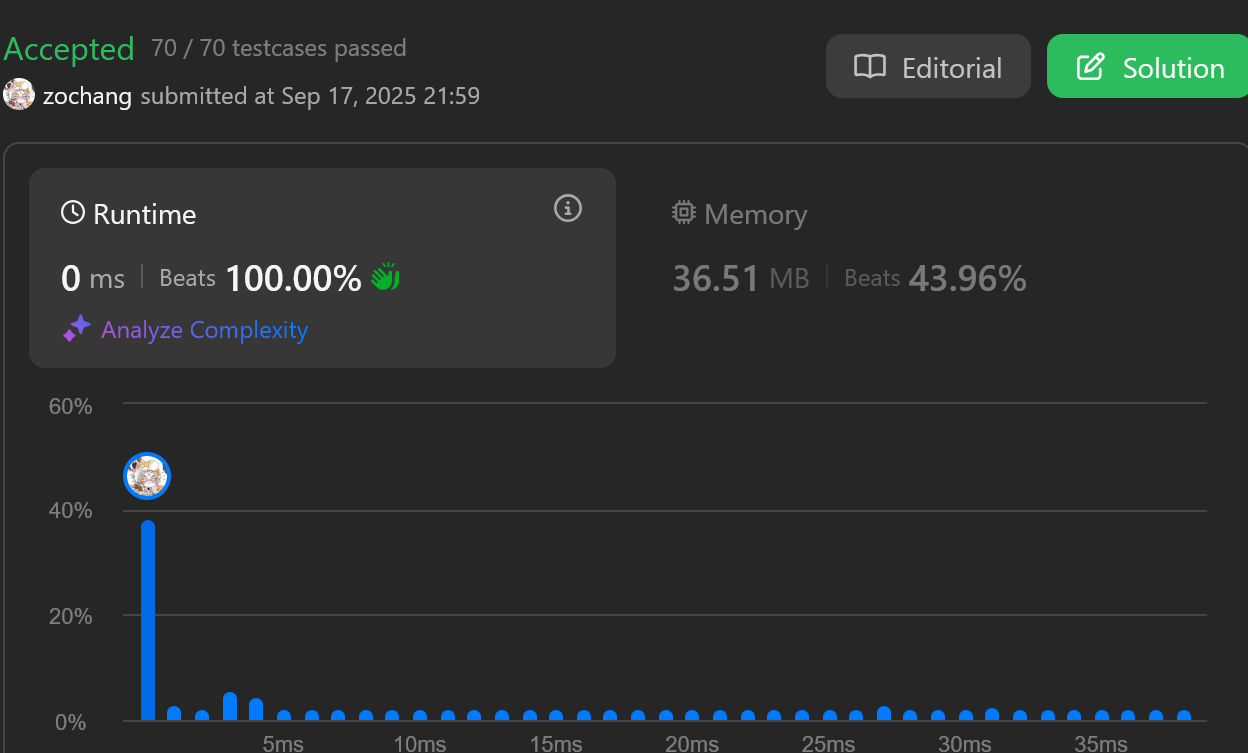 Accepted 70 / 70 testcases passed
zochang submitted at Sep 17, 2025 21:59
Editorial
Solution
Runtime
0 ms | Beats 100.00%
Analyze Complexity
Memory
36.51 MB | Beats 43.96%
60%
40%
20%
0%
5ms 10ms 15ms 20ms 25ms 30ms 35ms